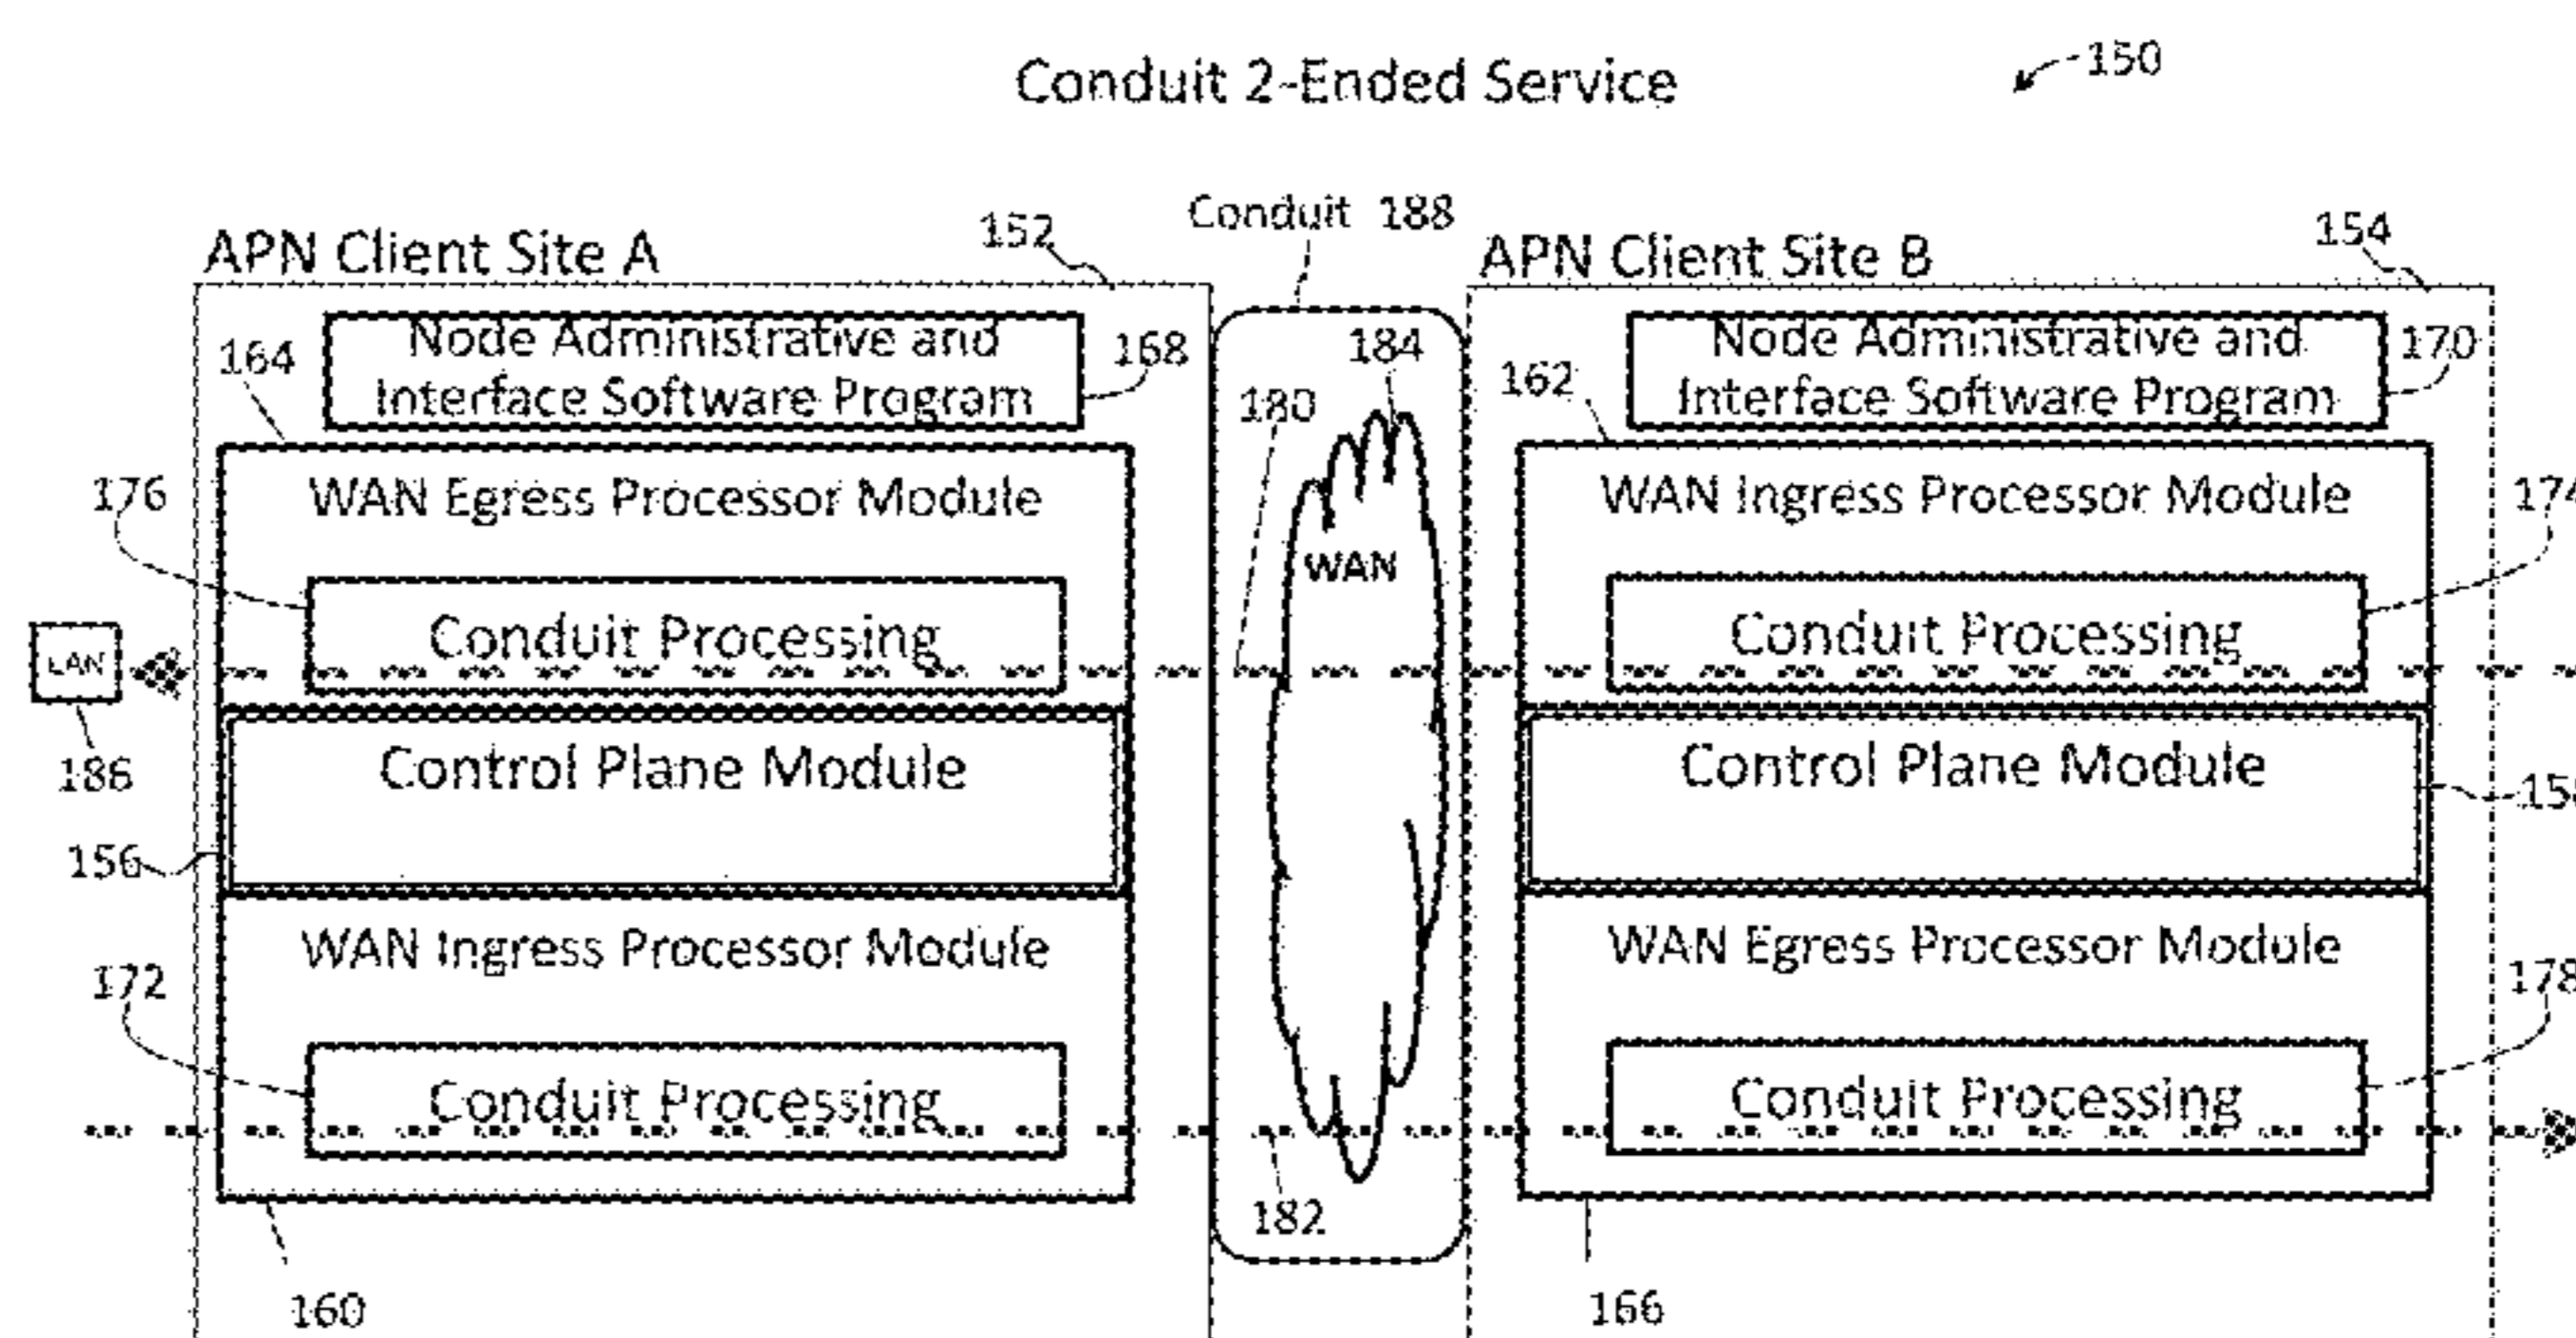 Conduit 2-Ended Service
150
Conduit 188
APN Client Site A
152
APN Client Site B
154
Node Administrative and
Interface Software Program
168
164
184
180
Node Administrative and
Interface Software Program
170
162
WAN Egress Processor Module
176
WAN
WAN Ingress Processor Module
Conduit Processing
Conduit Processing
LAN
186
Control Plane Module
Control Plane Module
156
WAN Ingress Processor Module
172
WAN Egress Processor Module
Conduit Processing
Conduit Processing
182
160
166